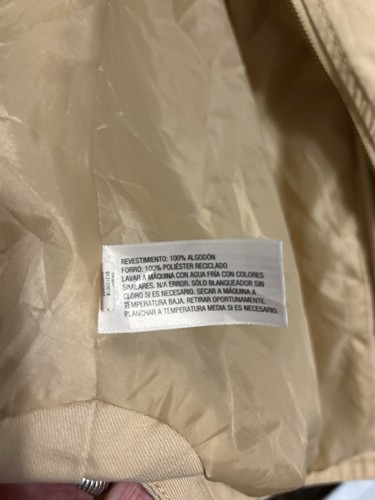 REVESTIMIENTO: 100% ALGODÓN
FORRO: 100% POLIÉSTER RECICLADO
LAVAR A MÁQUINA CON AGUA FRÍA CON COLORES
SIMILARES. N/A ERROR. SÓLO BLANQUEADOR SIN
CLORO SI ES NECESARIO. SECAR A MÁQUINA A
TEMPERATURA BAJA, RETIRAR OPORTUNAMENTE.
PLANCHAR A TEMPERATURA MEDIA SI ES NECESARIO.